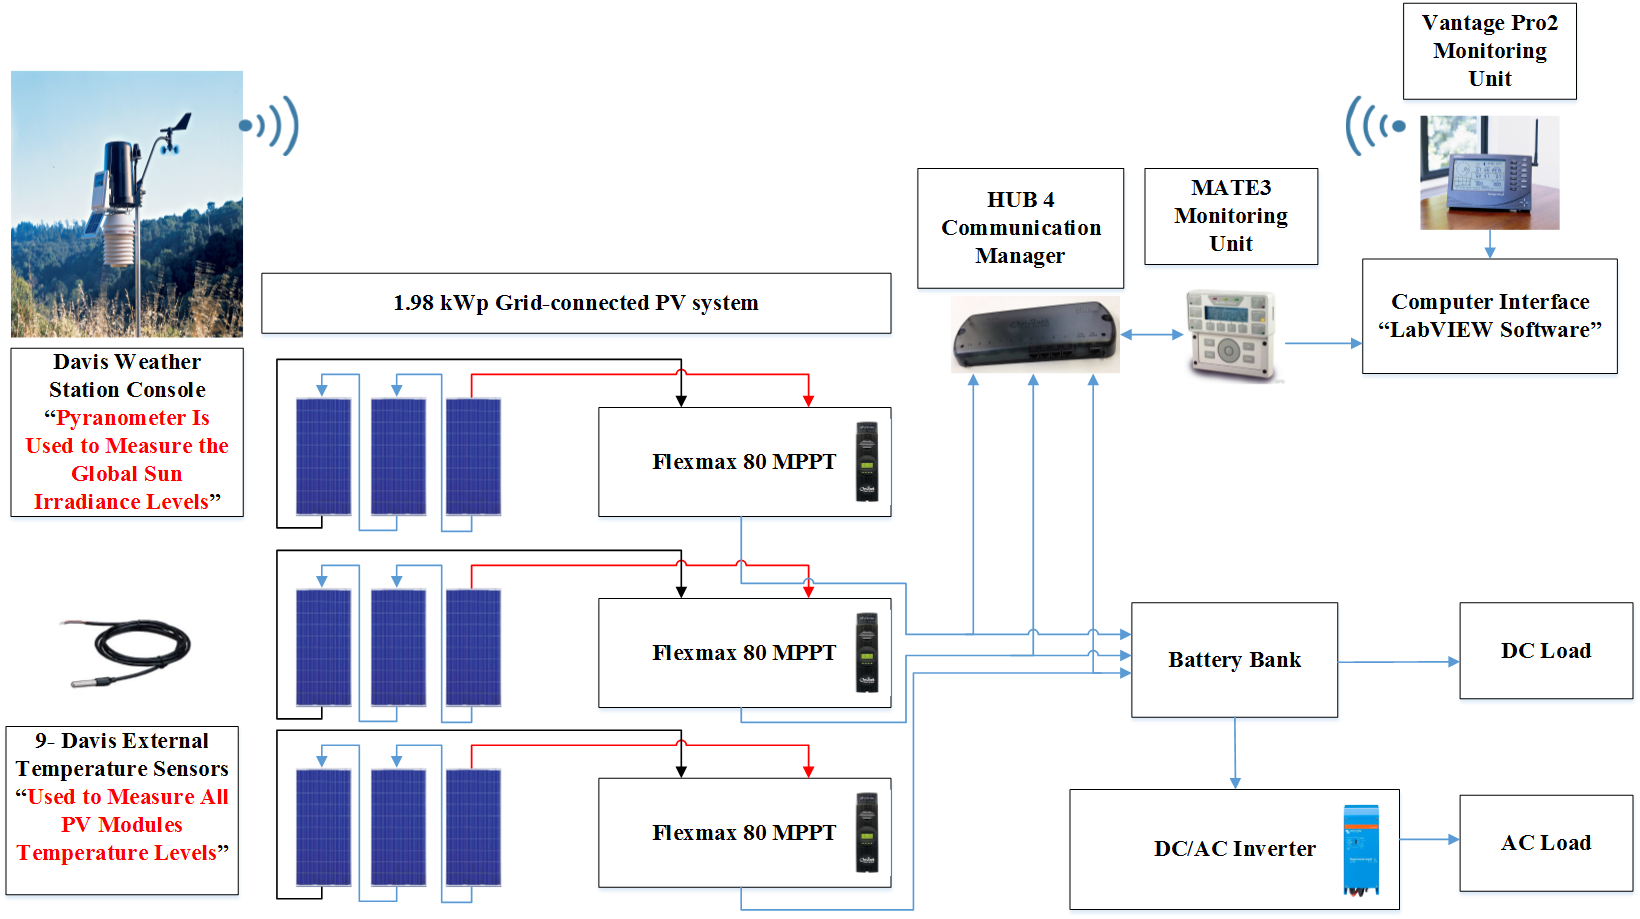 Vantage Pro2
Monitoring
Unit
HUB 4
Communication
Manager
MATE3
Monitoring
Unit
1.98 kWp Grid-connected PV system
Computer Interface
“LabVIEW Software”
Davis Weather
Station Console
“Pyranometer Is
Used to Measure the
Global Sun
Irradiance Levels”
Flexmax 80 MPPT
Flexmax 80 MPPT
Flexmax 80 MPPT
Battery Bank
DC Load
9- Davis External
Temperature Sensors
“Used to Measure All
PV Modules
Temperature Levels”
DC/AC Inverter
AC Load